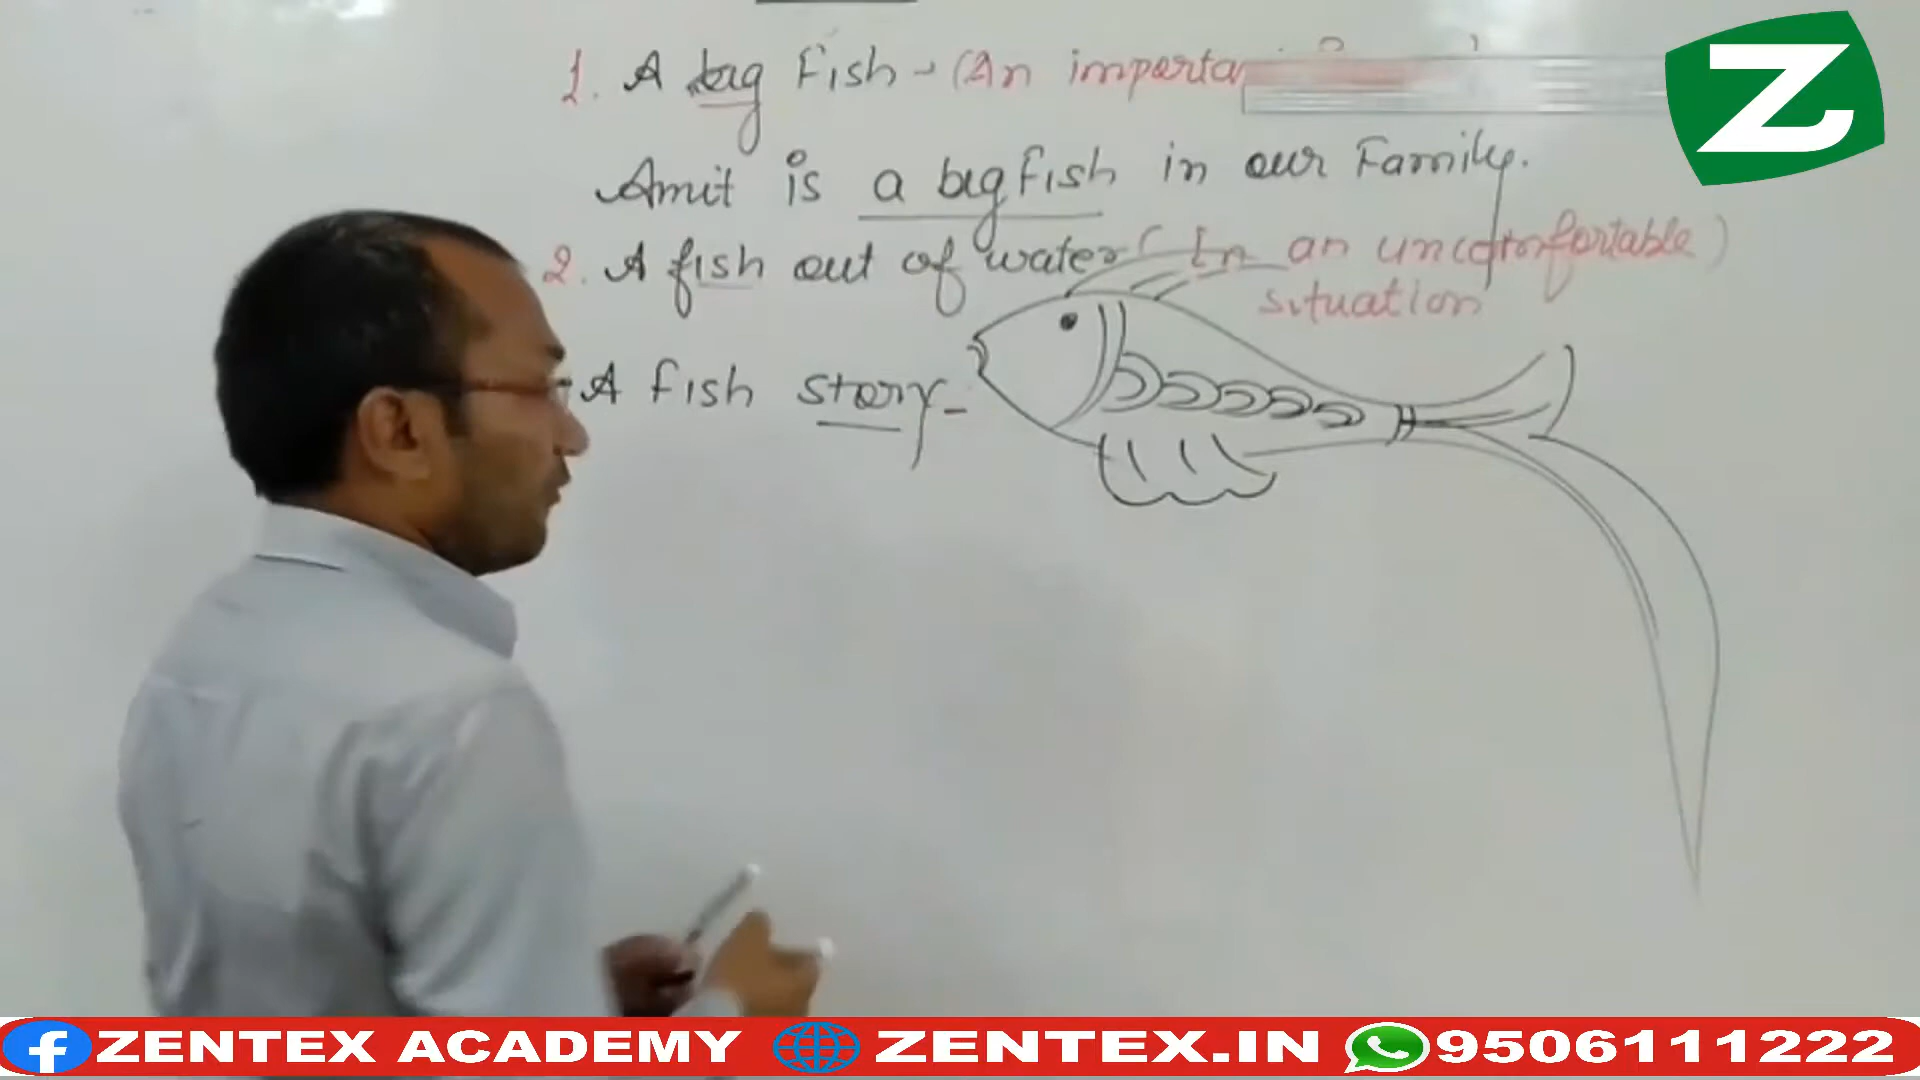 1. A big Fish - (An importa
Amit is a big fish in our Family.
2. A fish out of water (In an uncomfortable)
situation
A fish story -
Z
ZENTEX ACADEMY ZENTEX.IN 9506111222